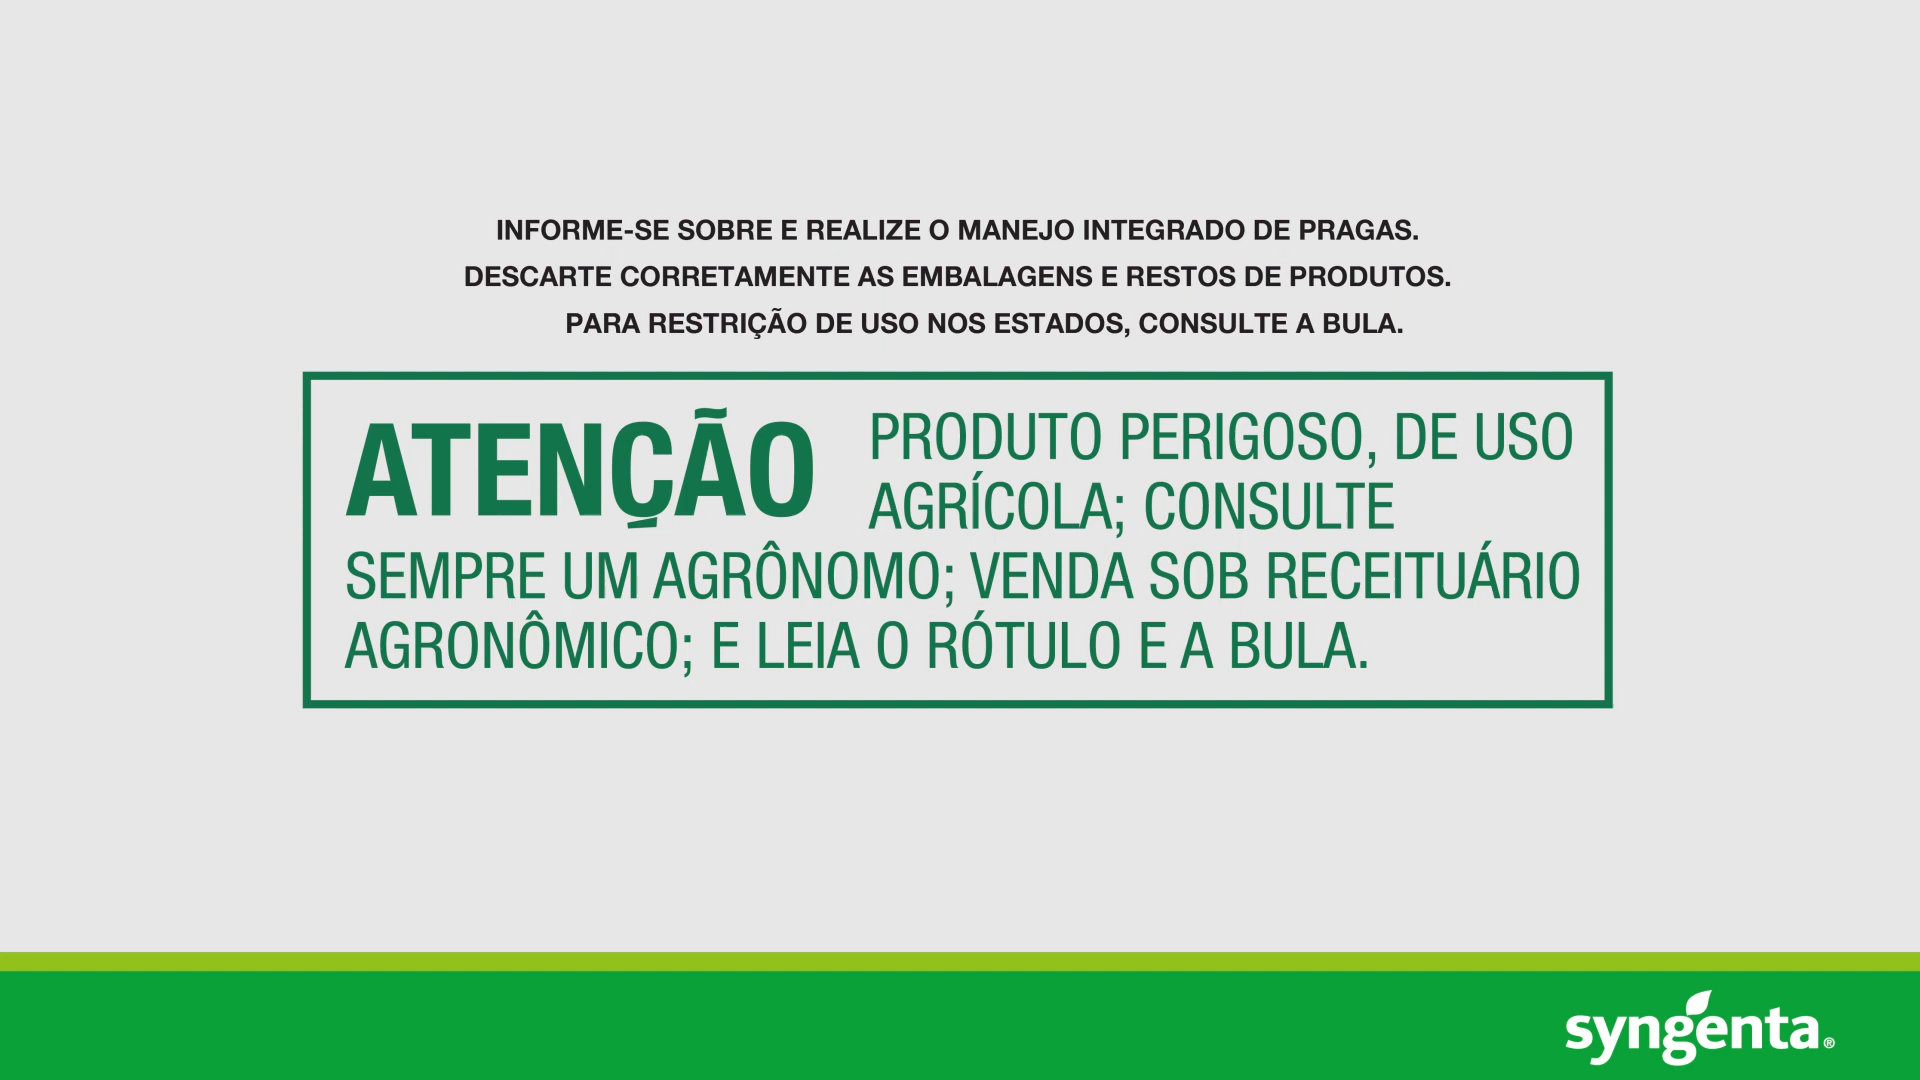 INFORME-SE SOBRE E REALIZE O MANEJO INTEGRADO DE PRAGAS.
DESCARTE CORRETAMENTE AS EMBALAGENS E RESTOS DE PRODUTOS.
PARA RESTRIÇÃO DE USO NOS ESTADOS, CONSULTE A BULA.
ATENÇÃO PRODUTO PERIGOSO, DE USO
AGRÍCOLA; CONSULTE
SEMPRE UM AGRÔNOMO; VENDA SOB RECEITUÁRIO
AGRONÔMICO; E LEIA O RÓTULO E A BULA.
syngenta®